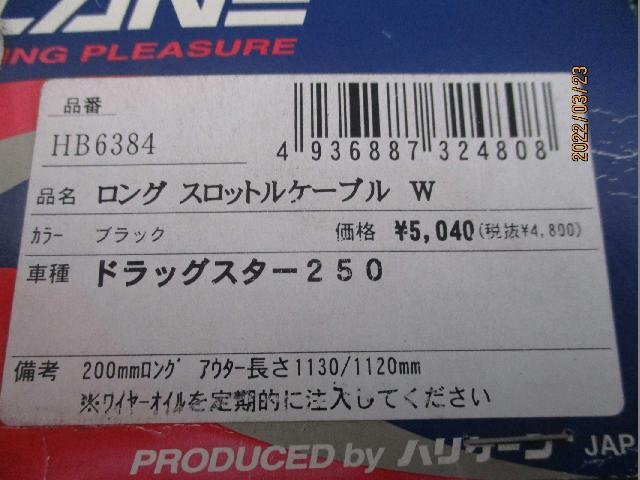 LANE
ING PLEASURE
品番
HB6384
4 936887 324808
品名 ロング スロットルケーブル W
カラー ブラック 価格 ¥5,040(税抜¥4,800)
車種 ドラッグスター250
備考 200mmロング アウター長さ1130/1120mm
※ワイヤーオイルを定期的に注入してください
PRODUCED by ハリケーン JAP
2022/03/23